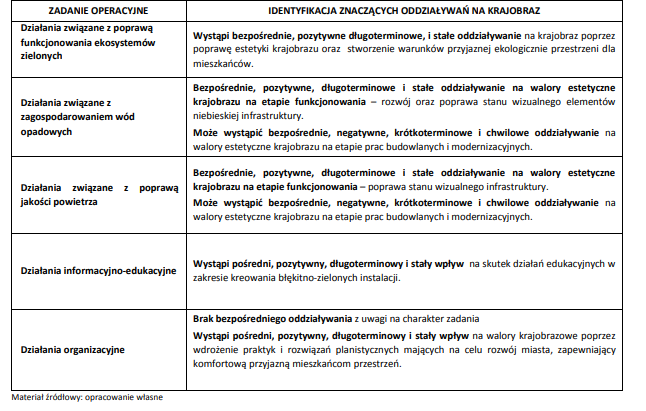 ZADANIE OPERACYJNE
IDENTYFIKACJA ZNACZĄCYCH ODDZIAŁYWAŃ NA KRAJOBRAZ
Działania związane z poprawą
funkcjonowania ekosystemów
zielonych
Wystąpi bezpośrednie, pozytywne długoterminowe, i stałe oddziaływanie na krajobraz poprzez
poprawę estetyki krajobrazu oraz stworzenie warunków przyjaznej ekologicznie przestrzeni dla
mieszkańców.
Działania związane z
zagospodarowaniem wód
opadowych
Bezpośrednie, pozytywne, długoterminowe i stałe oddziaływanie na walory estetyczne
krajobrazu na etapie funkcjonowania – rozwój oraz poprawa stanu wizualnego elementów
niebieskiej infrastruktury.
Może wystąpić bezpośrednie, negatywne, krótkoterminowe i chwilowe oddziaływanie na
walory estetyczne krajobrazu na etapie prac budowlanych i modernizacyjnych.
Działania związane z poprawą
jakości powietrza
Bezpośrednie, pozytywne, długoterminowe i stałe oddziaływanie na walory estetyczne
krajobrazu na etapie funkcjonowania – poprawa stanu wizualnego infrastruktury.
Może wystąpić bezpośrednie, negatywne, krótkoterminowe i chwilowe oddziaływanie na
walory estetyczne krajobrazu na etapie prac budowlanych i modernizacyjnych.
Działania informacyjno-edukacyjne
Wystąpi pośredni, pozytywny, długoterminowy i stały wpływ na skutek działań edukacyjnych w
zakresie kreowania błękitno-zielonych instalacji.
Działania organizacyjne
Brak bezpośredniego oddziaływania z uwagi na charakter zadania
Wystąpi pośredni, pozytywny, długoterminowy i stały wpływ na walory krajobrazowe poprzez
wdrożenie praktyk i rozwiązań planistycznych mających na celu rozwój miasta, zapewniający
komfortową przyjazną mieszkańcom przestrzeń.
Materiał źródłowy: opracowanie własne